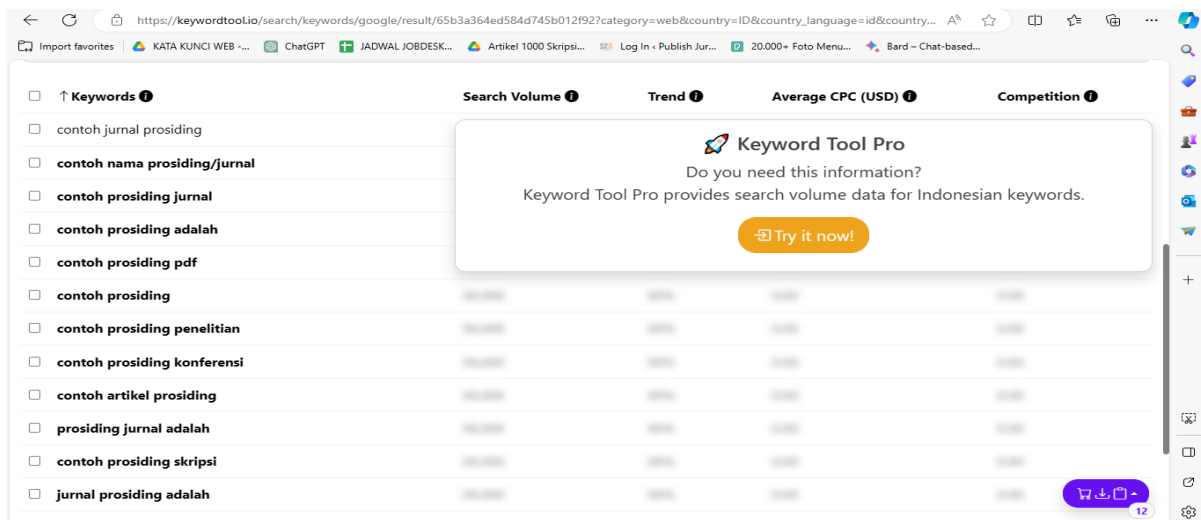 https://keywordtool.io/search/keywords/google/result/65b3a364ed584d745b012f92?category=web&country=ID&country_language=id&country...
Import favorites KATA KUNCI WEB -... ChatGPT JADWAL JOBDESK... Artikel 1000 Skripsi... Log In ‹ Publish Jur... 20.000+ Foto Menu... Bard – Chat-based...
↑ Keywords Search Volume Trend Average CPC (USD) Competition
contoh jurnal prosiding
🚀 Keyword Tool Pro
Do you need this information?
Keyword Tool Pro provides search volume data for Indonesian keywords.
Try it now!
contoh nama prosiding/jurnal
contoh prosiding jurnal
contoh prosiding adalah
contoh prosiding pdf
contoh prosiding
contoh prosiding penelitian
contoh prosiding konferensi
contoh artikel prosiding
prosiding jurnal adalah
contoh prosiding skripsi
jurnal prosiding adalah
12